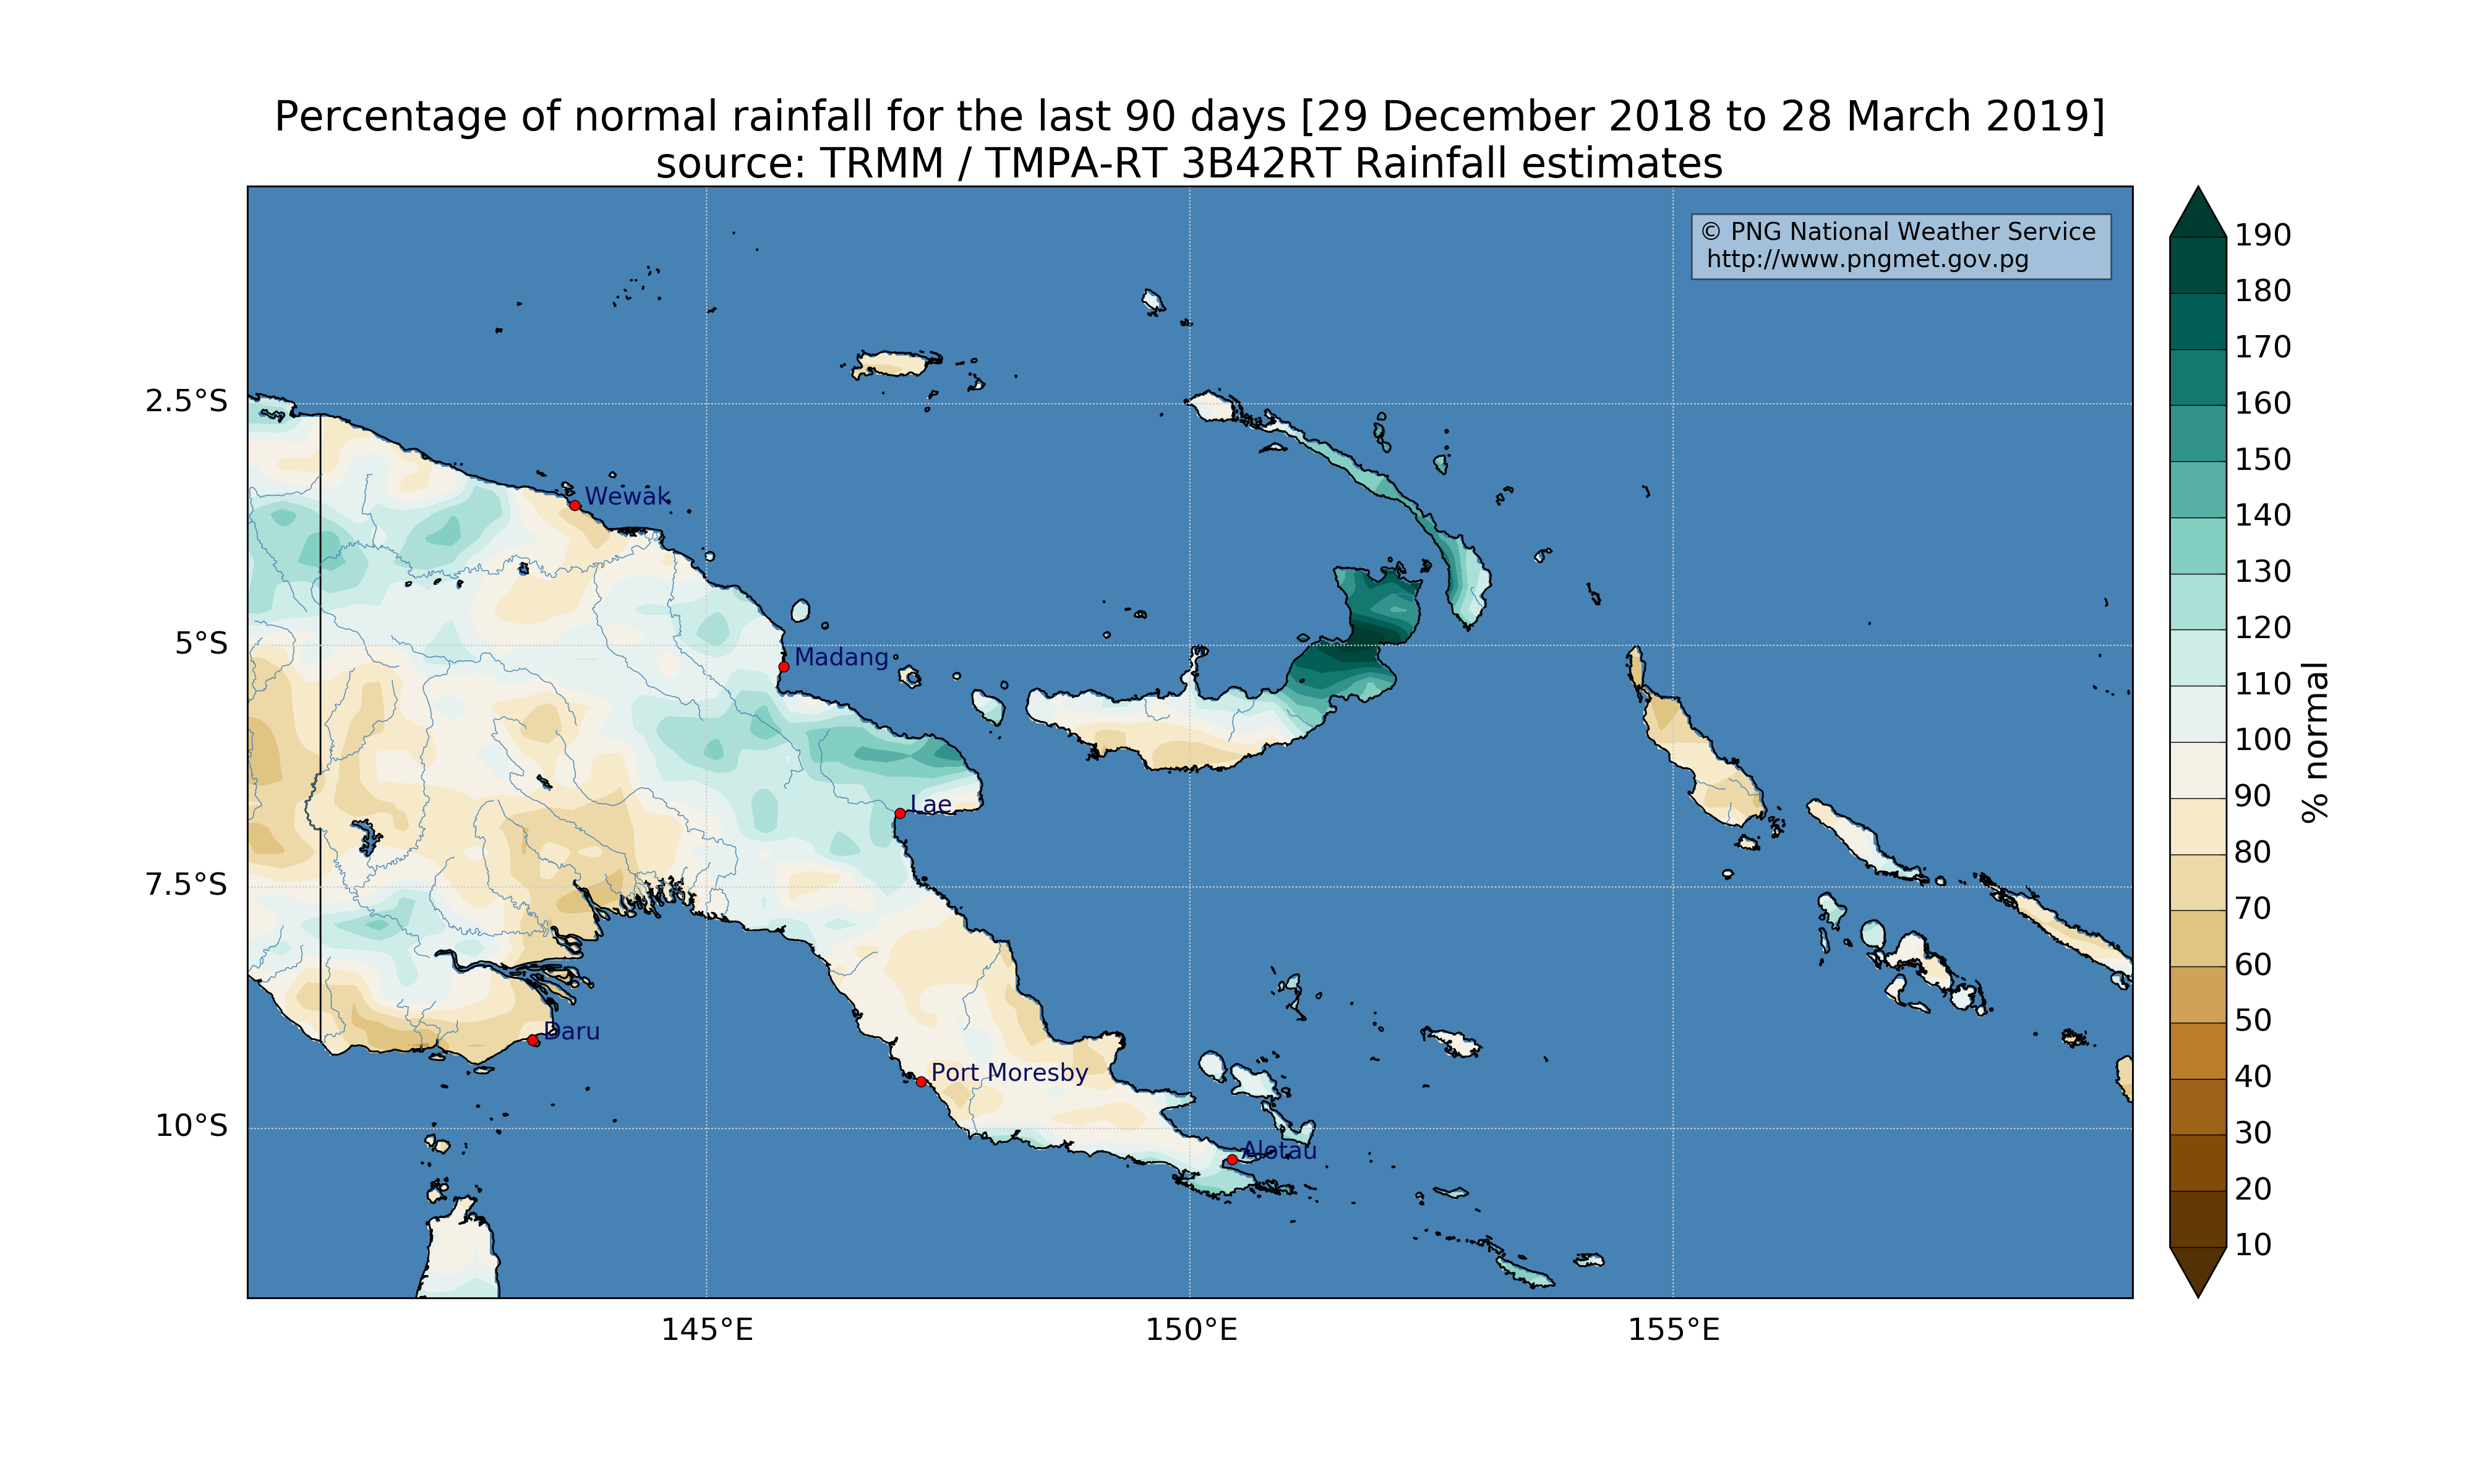 Percentage of normal rainfall for the last 90 days [29 December 2018 to 28 March 2019]
source: TRMM / TMPA-RT 3B42RT Rainfall estimates
© PNG National Weather Service
http://www.pngmet.gov.pg
2.5°S
5°S
7.5°S
10°S
145°E
150°E
155°E
Wewak
Madang
Lae
Daru
Port Moresby
Alotau
190
180
170
160
150
140
130
120
110
100
90
80
70
60
50
40
30
20
10
% normal